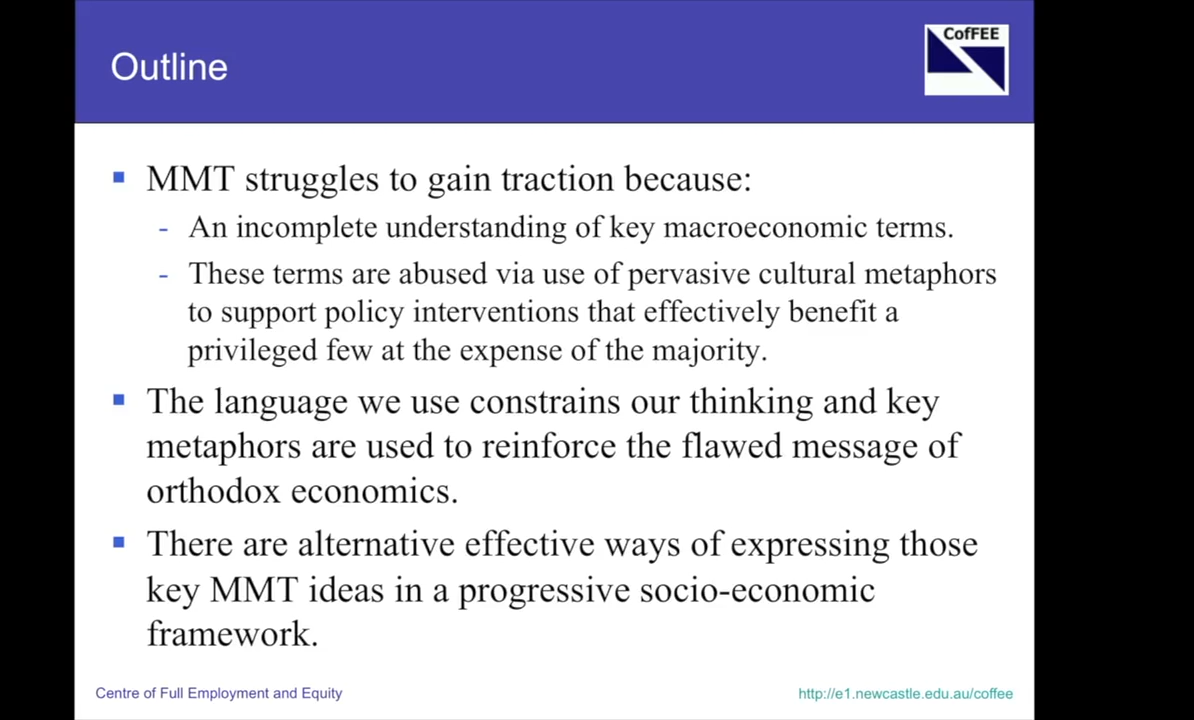 Outline
CofFEE
MMT struggles to gain traction because:
- An incomplete understanding of key macroeconomic terms.
- These terms are abused via use of pervasive cultural metaphors
to support policy interventions that effectively benefit a
privileged few at the expense of the majority.
The language we use constrains our thinking and key
metaphors are used to reinforce the flawed message of
orthodox economics.
There are alternative effective ways of expressing those
key MMT ideas in a progressive socio-economic
framework.
Centre of Full Employment and Equity
http://e1.newcastle.edu.au/coffee